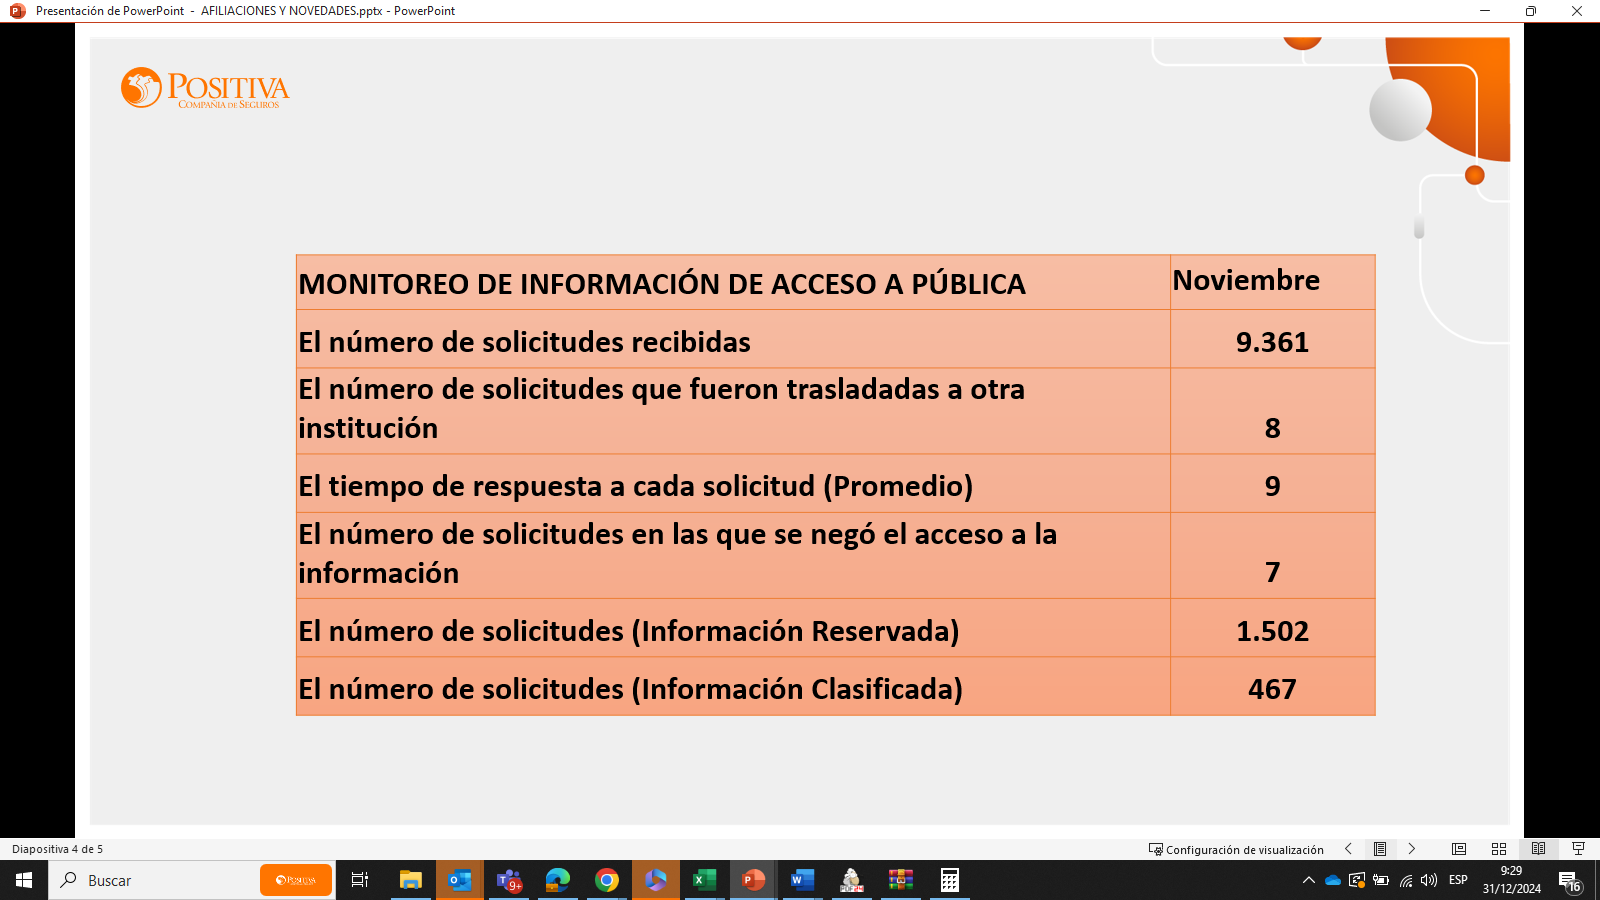 Presentación de PowerPoint - AFILIACIONES Y NOVEDADES.pptx - PowerPoint
POSITIVA
COMPAÑIA DE SEGUROS
MONITOREO DE INFORMACIÓN DE ACCESO A PÚBLICA Noviembre
El número de solicitudes recibidas 9.361
El número de solicitudes que fueron trasladadas a otra
institución 8
El tiempo de respuesta a cada solicitud (Promedio) 9
El número de solicitudes en las que se negó el acceso a la
información 7
El número de solicitudes (Información Reservada) 1.502
El número de solicitudes (Información Clasificada) 467
Diapositiva 4 de 5
Configuración de visualización
Buscar
POSITIVA
9+
ESP
9:29
31/12/2024
16